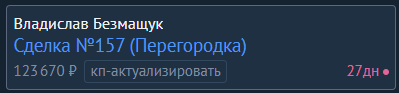 Владислав Безмащук
Сделка №157 (Перегородка)
123 670 ₽ кп-актуализировать 27дн